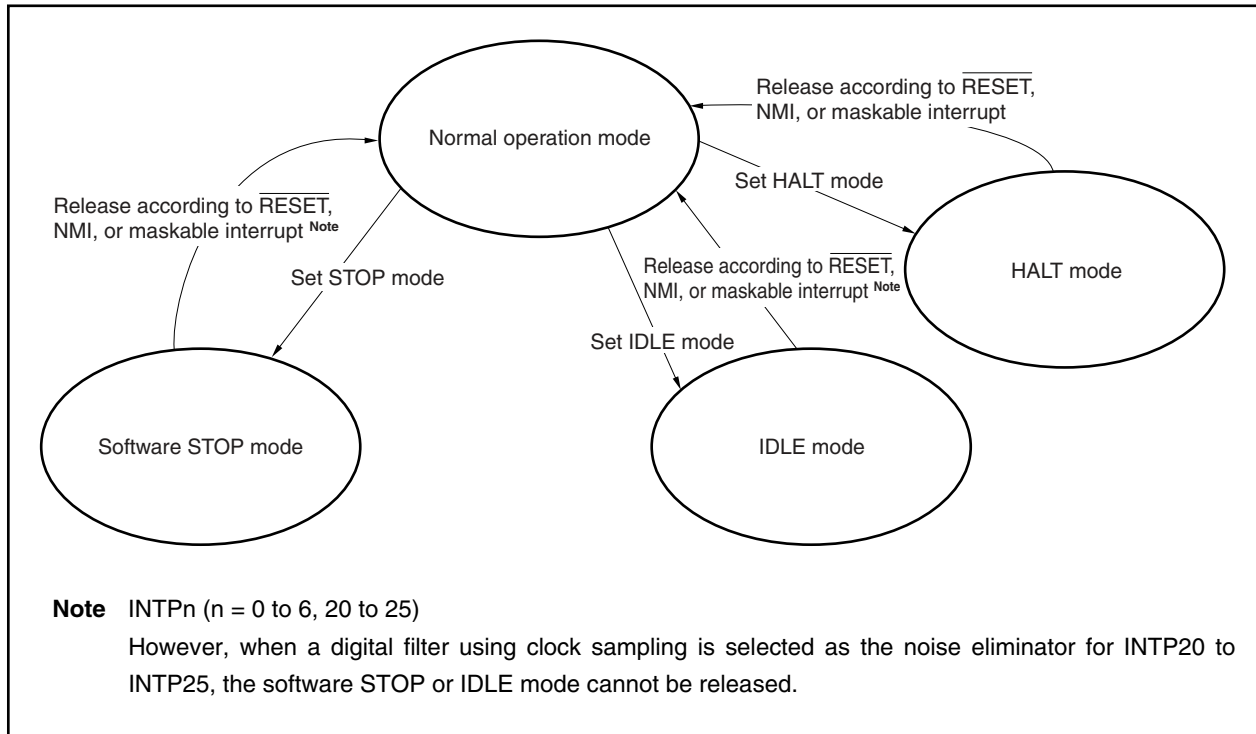 Normal operation mode
Release according to RESET,
NMI, or maskable interrupt
Set HALT mode
HALT mode
Release according to RESET,
NMI, or maskable interrupt Note
Set STOP mode
Release according to RESET,
NMI, or maskable interrupt Note
Set IDLE mode
Software STOP mode
IDLE mode
Note INTPn (n = 0 to 6, 20 to 25)
However, when a digital filter using clock sampling is selected as the noise eliminator for INTP20 to
INTP25, the software STOP or IDLE mode cannot be released.